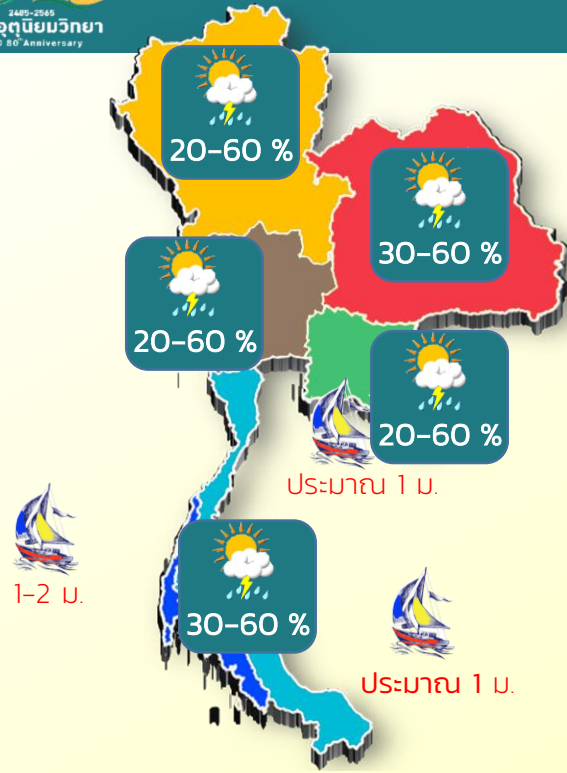 2485-2565
อุตุนิยมวิทยา
80 Anniversary
20-60 %
30-60 %
20-60 %
20-60 %
ประมาณ 1 ม.
1-2 ม.
30-60 %
ประมาณ 1 ม.